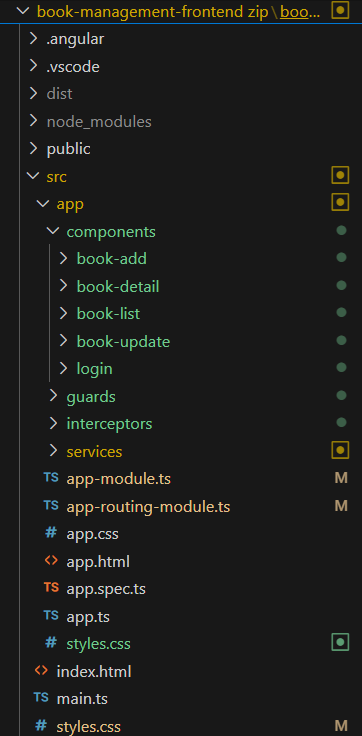 book-management-frontend zip \ boo...
.angular
.vscode
dist
node_modules
public
src
app
components
book-add
book-detail
book-list
book-update
login
guards
interceptors
services
TS app-module.ts M
TS app-routing-module.ts M
# app.css
<> app.html
TS app.spec.ts
TS app.ts
# styles.css
<> index.html
TS main.ts
# styles.css M